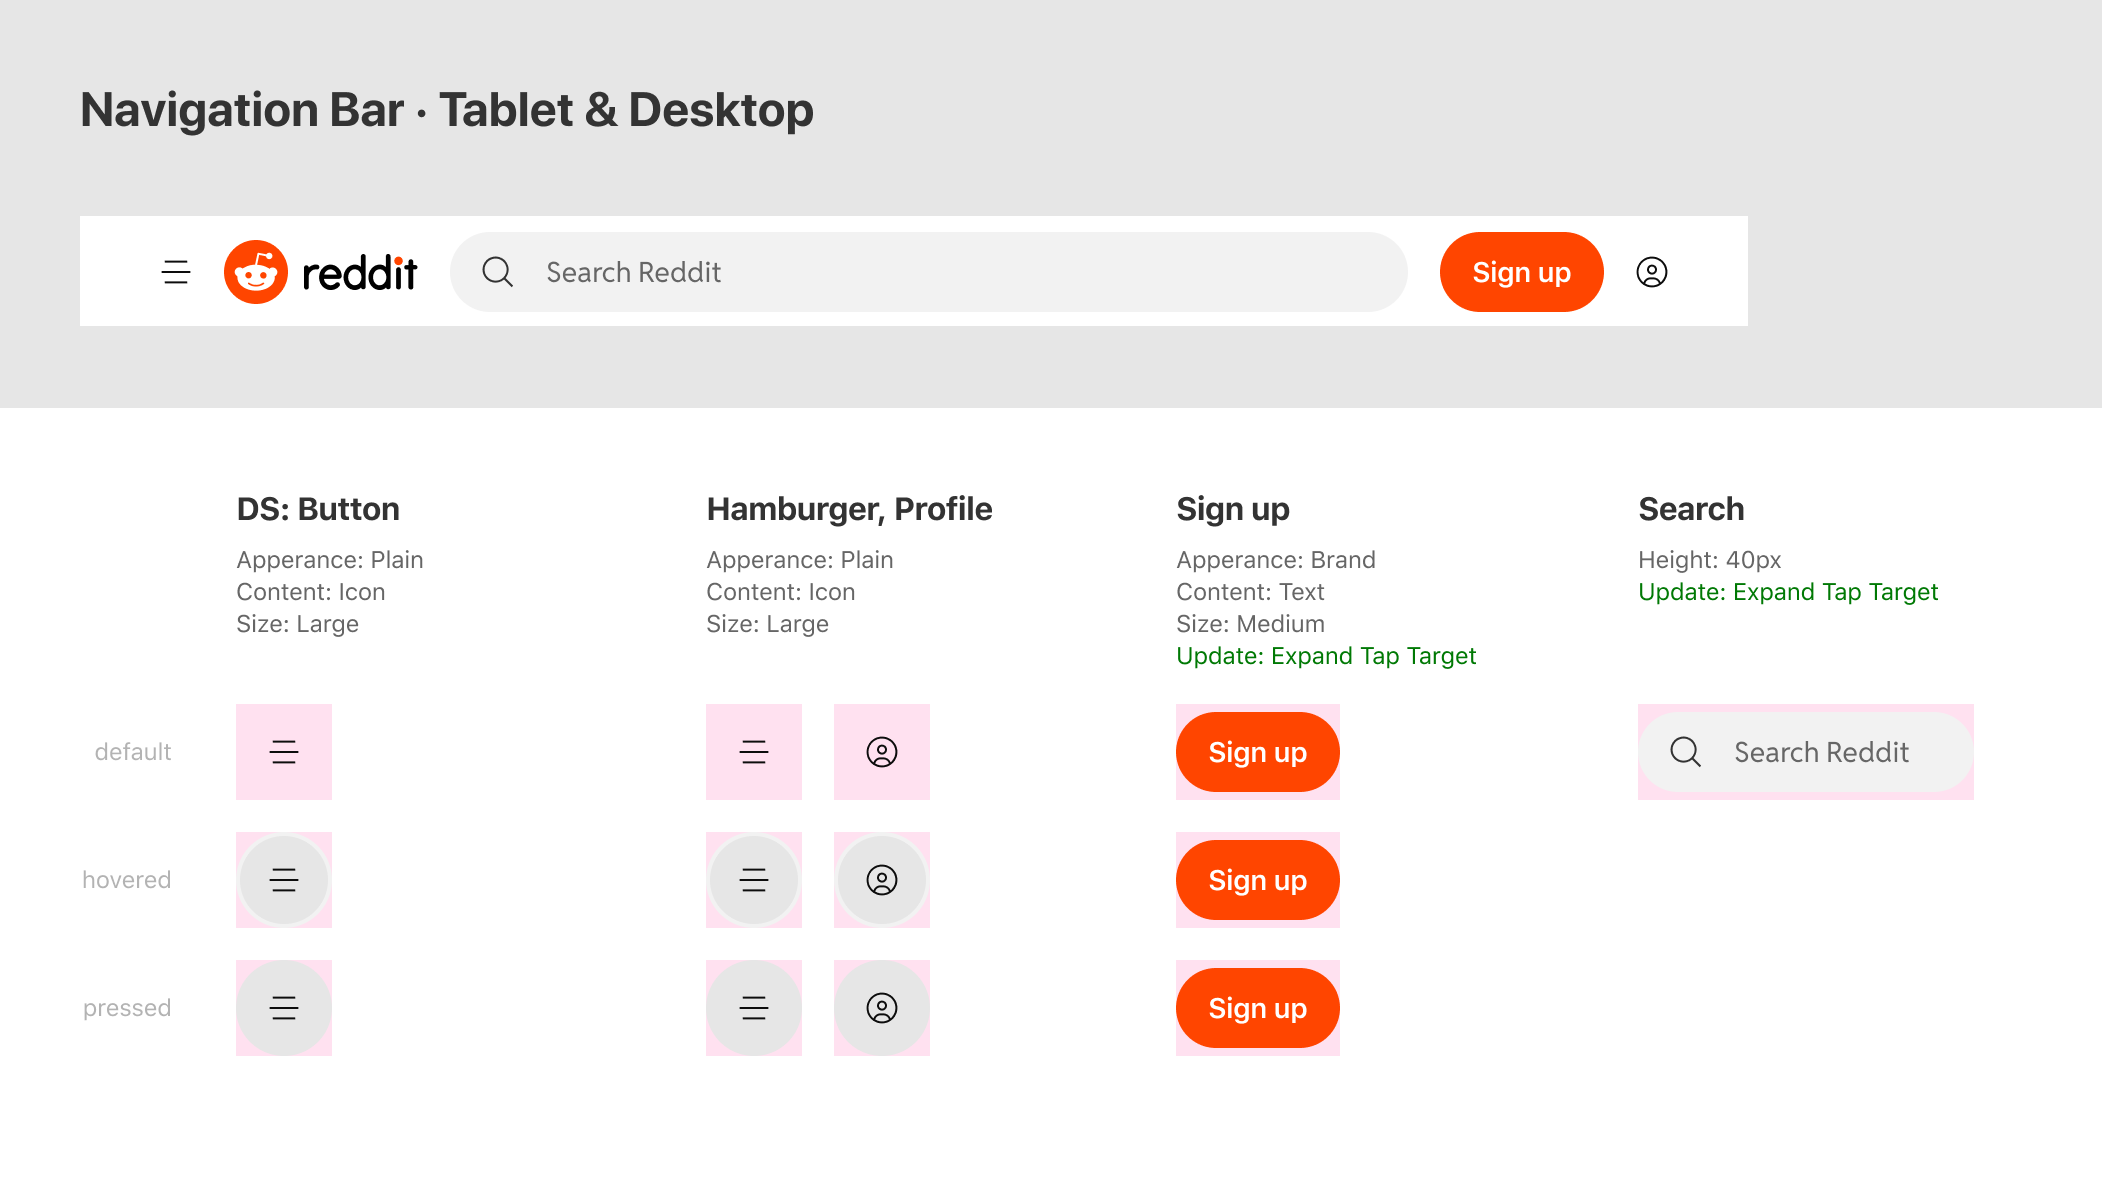 Navigation Bar · Tablet & Desktop
reddit
Search Reddit
Sign up
DS: Button
Apperance: Plain
Content: Icon
Size: Large
Hamburger, Profile
Apperance: Plain
Content: Icon
Size: Large
Sign up
Apperance: Brand
Content: Text
Size: Medium
Update: Expand Tap Target
Search
Height: 40px
Update: Expand Tap Target
default
Sign up
Search Reddit
hovered
Sign up
pressed
Sign up